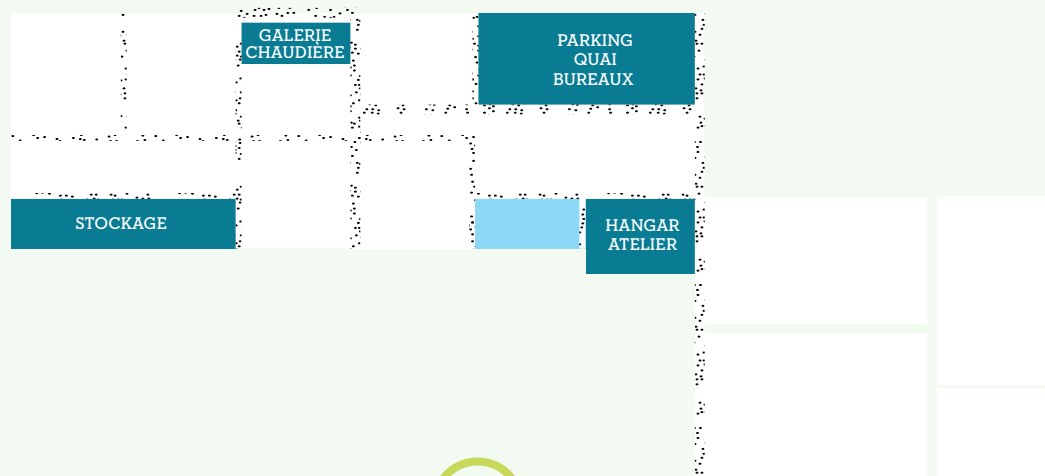 GALERIE
CHAUDIÈRE
PARKING
QUAI
BUREAUX
STOCKAGE
HANGAR
ATELIER